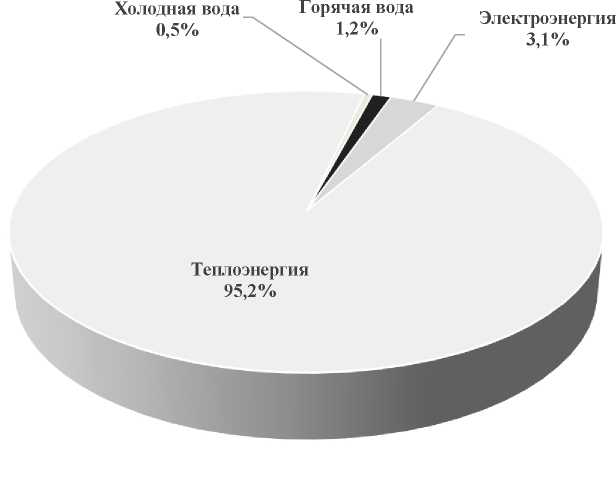 Холодная вода
0,5%
Горячая вода
1,2%
Электроэнергия
3,1%
Теплоэнергия
95,2%